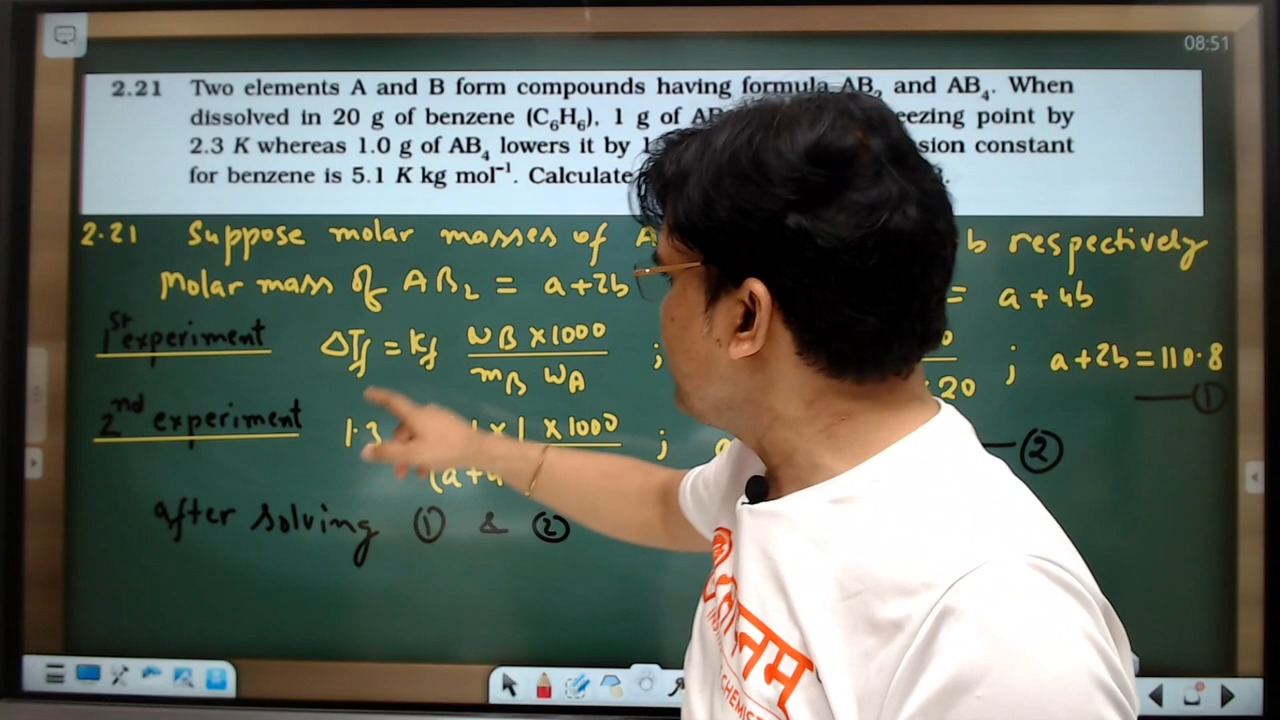 08:51
2.21 Two elements A and B form compounds having formula AB₂ and AB₄. When
dissolved in 20 g of benzene (C₆H₆), 1 g of eezing point by
2.3 K whereas 1.0 g of AB₄ lowers it by 1 sion constant
for benzene is 5.1 K kg mol⁻¹. Calculate
2.21 Suppose molar masses of A b respectively
Molar mass of AB₂ = a+2b = a+4b
1st experiment ΔTf = Kf WB × 1000 / mB WA ; 20 ; a+2b = 110.8 — ①
2nd experiment 1.3 1 × 1 × 1000 / (a+4 ; — ②
after solving ① & ②
नम